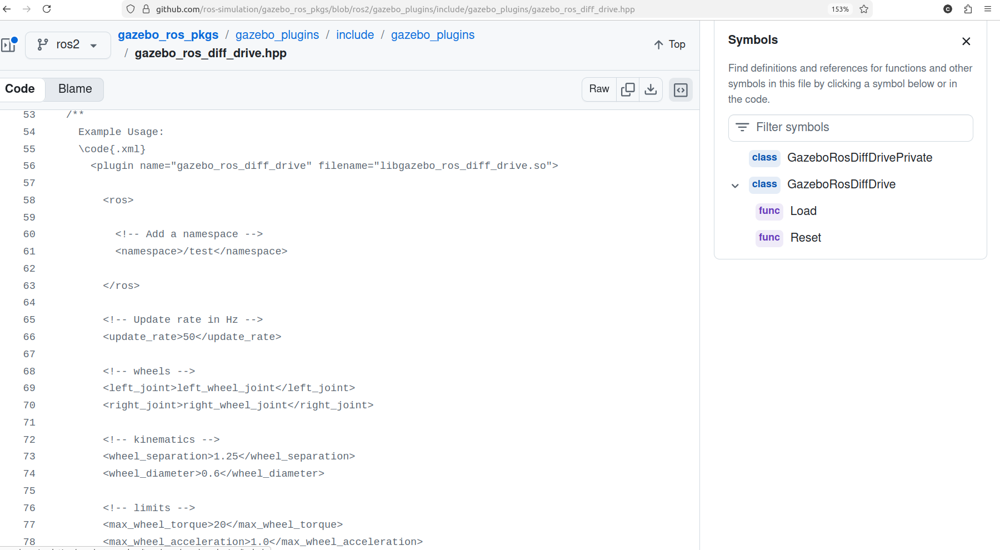 github.com/ros-simulation/gazebo_ros_pkgs/blob/ros2/gazebo_plugins/include/gazebo_plugins/gazebo_ros_diff_drive.hpp
153%
C
ros2
gazebo_ros_pkgs / gazebo_plugins / include / gazebo_plugins
/ gazebo_ros_diff_drive.hpp
Top
Code
Blame
Raw
53 /**
54 Example Usage:
55 \code{.xml}
56 <plugin name="gazebo_ros_diff_drive" filename="libgazebo_ros_diff_drive.so">
57
58 <ros>
59
60 <!-- Add a namespace -->
61 <namespace>/test</namespace>
62
63 </ros>
64
65 <!-- Update rate in Hz -->
66 <update_rate>50</update_rate>
67
68 <!-- wheels -->
69 <left_joint>left_wheel_joint</left_joint>
70 <right_joint>right_wheel_joint</right_joint>
71
72 <!-- kinematics -->
73 <wheel_separation>1.25</wheel_separation>
74 <wheel_diameter>0.6</wheel_diameter>
75
76 <!-- limits -->
77 <max_wheel_torque>20</max_wheel_torque>
78 <max_wheel_acceleration>1.0</max_wheel_acceleration>
Symbols
Find definitions and references for functions and other
symbols in this file by clicking a symbol below or in
the code.
Filter symbols
class GazeboRosDiffDrivePrivate
class GazeboRosDiffDrive
func Load
func Reset